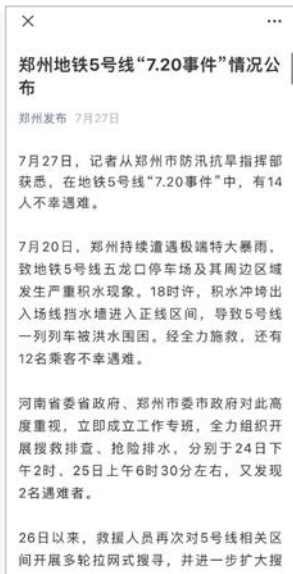 郑州地铁5号线“7.20事件”情况公
布
郑州发布 7月27日
7月27日，记者从郑州市防汛抗旱指挥部
获悉，在地铁5号线“7.20事件”中，有14
人不幸遇难。
7月20日，郑州持续遭遇极端特大暴雨，
致地铁5号线五龙口停车场及其周边区域
发生严重积水现象。18时许，积水冲垮出
入场线挡水墙进入正线区间，导致5号线
一列列车被洪水围困。经全力施救，还有
12名乘客不幸遇难。
河南省委省政府、郑州市委市政府对此高
度重视，立即成立工作专班，全力组织开
展搜救排查、抢险排水，分别于24日下
午2时、25日上午6时30分左右，又发现
2名遇难者。
26日以来，救援人员再次对5号线相关区
间开展多轮拉网式搜寻，并进一步扩大搜